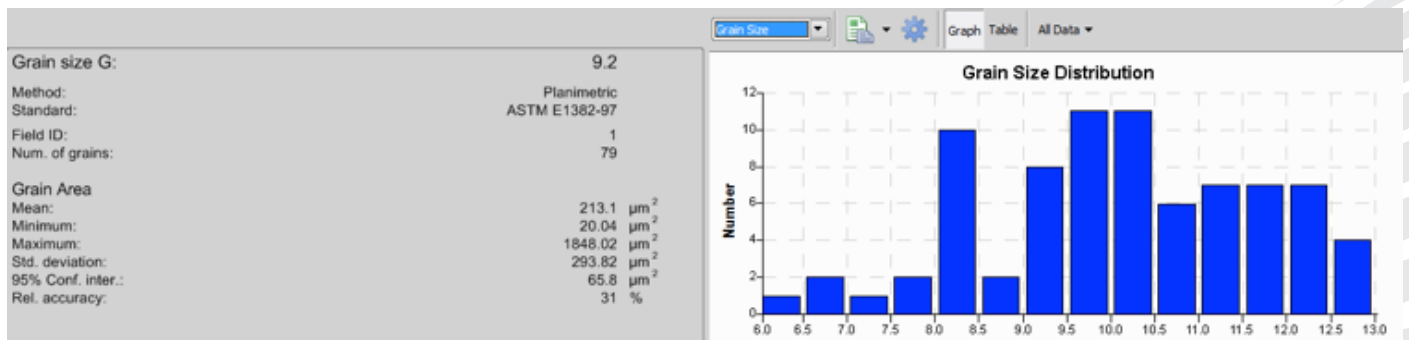 Grain Size Graph Table All Data
Grain size G: 9.2
Method: Planimetric
Standard: ASTM E1382-97
Field ID: 1
Num. of grains: 79
Grain Area
Mean: 213.1 µm²
Minimum: 20.04 µm²
Maximum: 1848.02 µm²
Std. deviation: 293.82 µm²
95% Conf. inter.: 65.8 µm²
Rel. accuracy: 31 %
Grain Size Distribution
Number
12
10
8
6
4
2
0
6.0 6.5 7.0 7.5 8.0 8.5 9.0 9.5 10.0 10.5 11.0 11.5 12.0 12.5 13.0